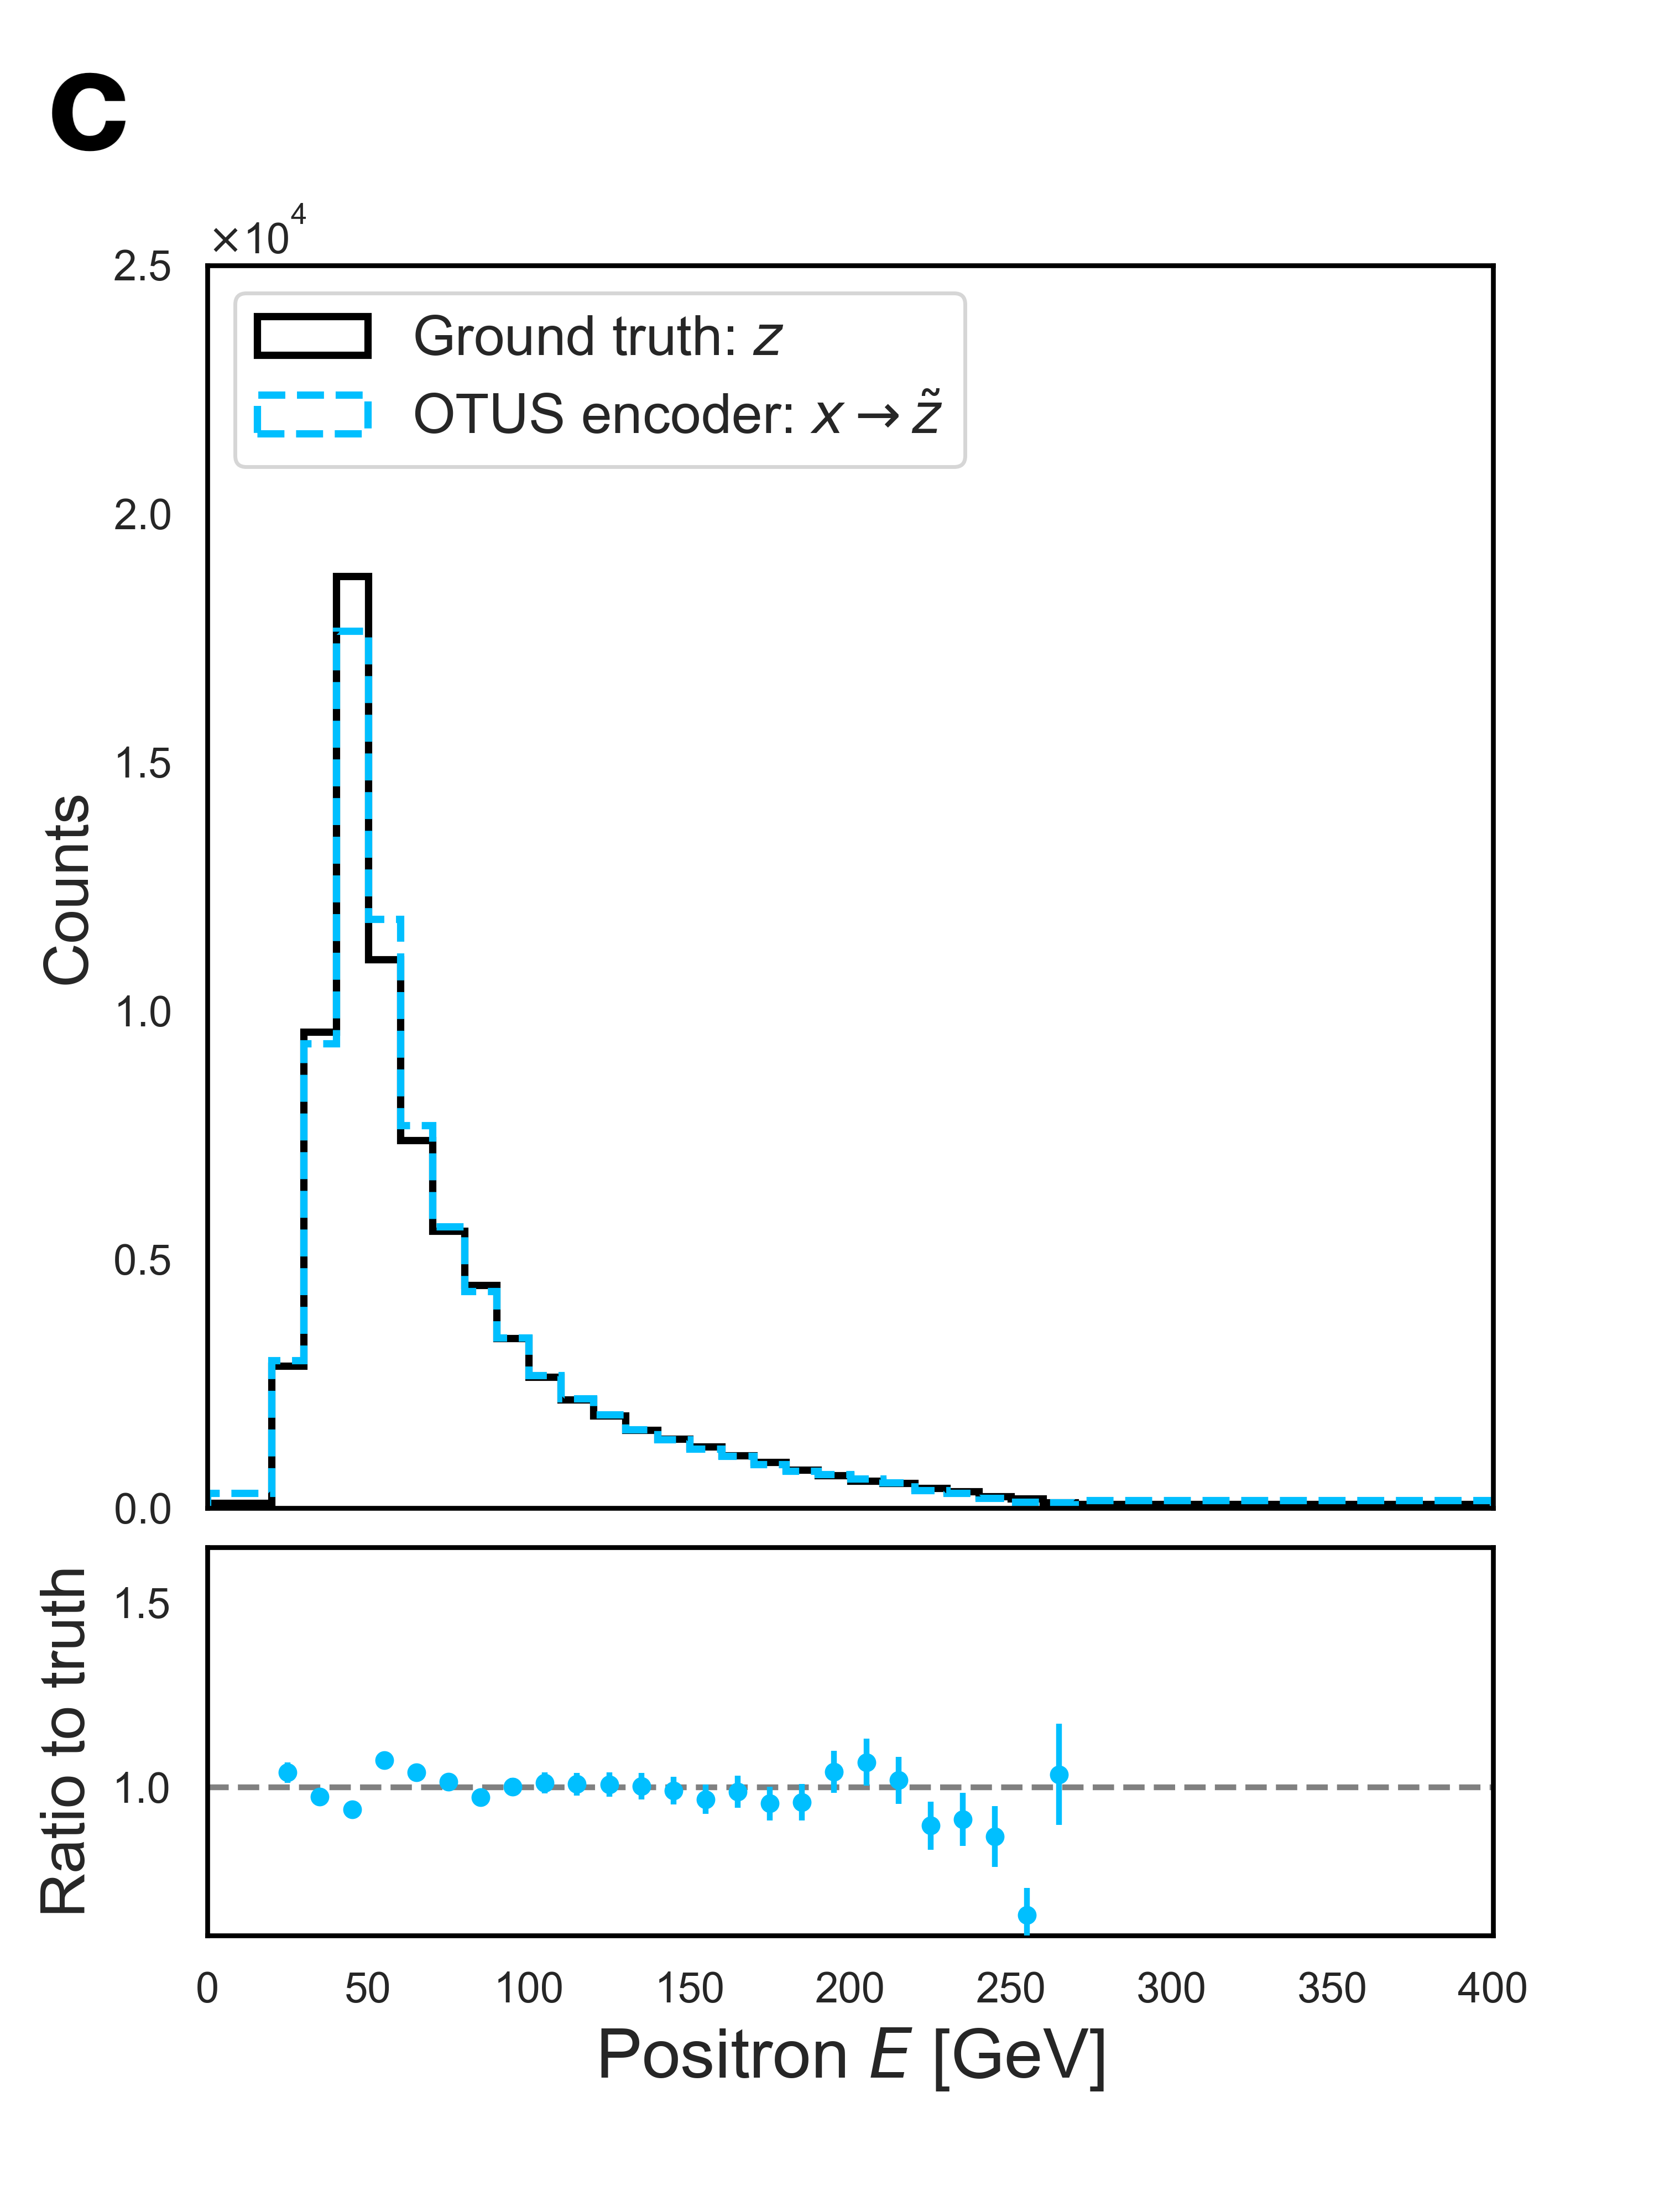 c
×10⁴
2.5
Ground truth: z
OTUS encoder: x → z̃
2.0
1.5
1.0
0.5
0.0
Counts
1.5
1.0
Ratio to truth
0 50 100 150 200 250 300 350 400
Positron E [GeV]